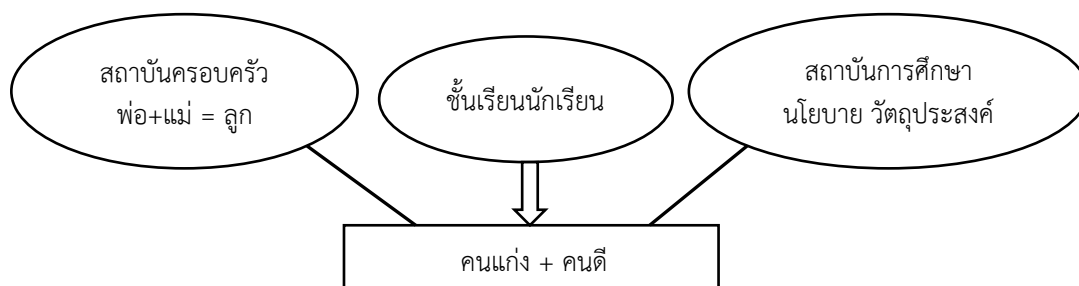 สถาบันครอบครัว
พ่อ+แม่ = ลูก
ชั้นเรียนนักเรียน
สถาบันการศึกษา
นโยบาย วัตถุประสงค์
คนแก่ง + คนดี